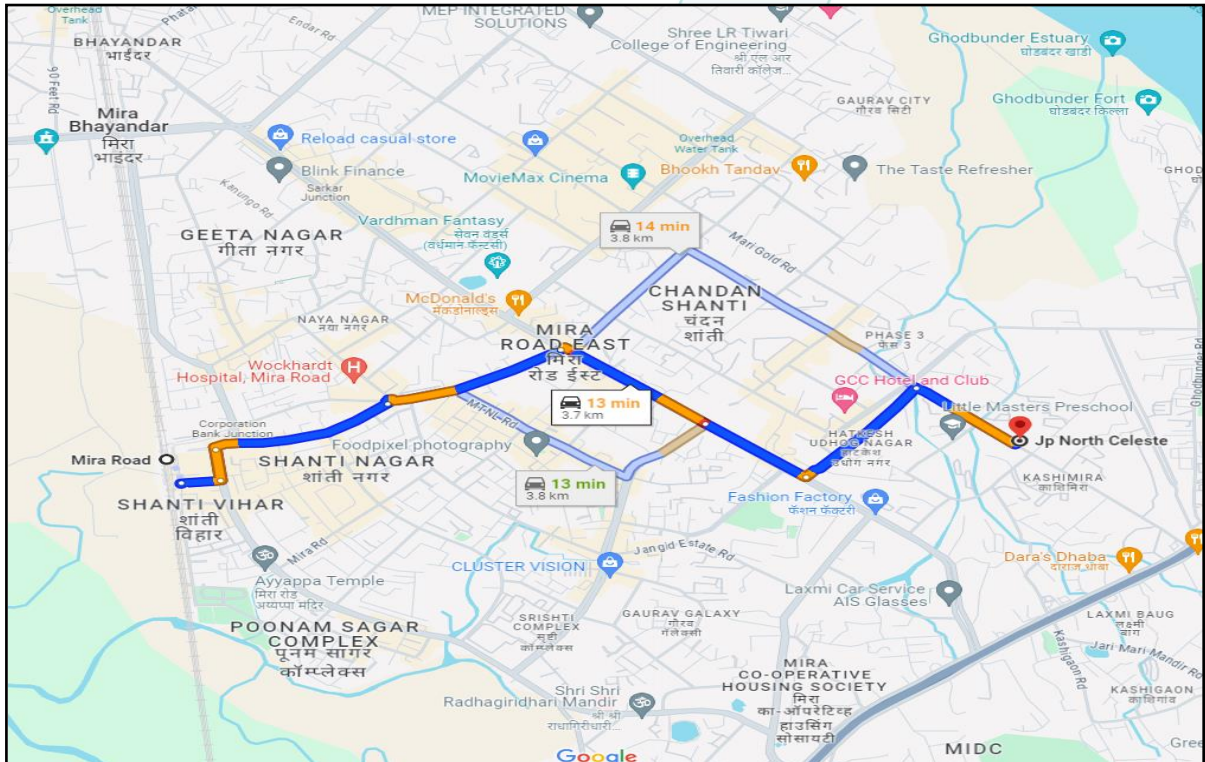 Overhead
Tank
MEP INTEGRATED
SOLUTIONS
Endar Rd
Shree LR Tiwari
College of Engineering
श्री एल आर
तिवारी कॉलेज...
Ghodbunder Estuary
घोडबंदर खाडी
BHAYANDAR
भाईंदर
90 Feet Rd
GAURAV CITY
गौरव सिटी
Ghodbunder Fort
घोडबंदर किल्ला
Mira
Bhayandar
मिरा
भाइंदर
Reload casual store
Overhead
Water Tank
Blink Finance
Sarkar
Junction
MovieMax Cinema
Bhookh Tandav
The Taste Refresher
GHOD
Kanungo Rd
Vardhman Fantasy
सेवन वंडर्स
(वर्धमान फॅन्टसी)
14 min
3.8 km
GEETA NAGAR
गीता नगर
Mari Gold Rd
McDonald's
मॅकडोनाल्ड्स
CHANDAN
SHANTI
चंदन
शांती
NAYA NAGAR
नया नगर
MIRA
ROAD EAST
मिरा
रोड ईस्ट
PHASE 3
फेस 3
Ghodbunder Rd
Wockhardt
Hospital, Mira Road
GCC Hotel and Club
13 min
3.7 km
Little Masters Preschool
MTNL Rd
Corporation
Bank Junction
Foodpixel photography
HATKESH
UDHOG NAGAR
हाटकेश
उधोग नगर
Jp North Celeste
Mira Road
SHANTI NAGAR
शांती नगर
KASHIMIRA
काशिमिरा
13 min
3.8 km
SHANTI VIHAR
शांती
विहार
Fashion Factory
फॅशन फॅक्टरी
Mira Rd
Jangid Estate Rd
Dara's Dhaba
दाराज ढाबा
CLUSTER VISION
Ayyappa Temple
मिरा रोड
अय्यप्पा मंदिर
Laxmi Car Service
AIS Glasses
SRISHTI
COMPLEX
सृष्टी
कॉम्प्लेक्स
GAURAV GALAXY
गौरव
गॅलेक्सी
LAXMI BAUG
लक्ष्मी
बाग
POONAM SAGAR
COMPLEX
पूनम सागर
कॉम्प्लेक्स
Kashigaon Rd
Jari Mari Mandir Ro
MIRA
CO-OPERATIVE
HOUSING SOCIETY
मिरा
का-ऑपरेटिव्ह
हाउसिंग
सोसायटी
KASHIGAON
काशिगाव
Shri Shri
Radhagiridhari Mandir
श्री श्री
राधागिरीधारी...
MIDC
Gree
Google